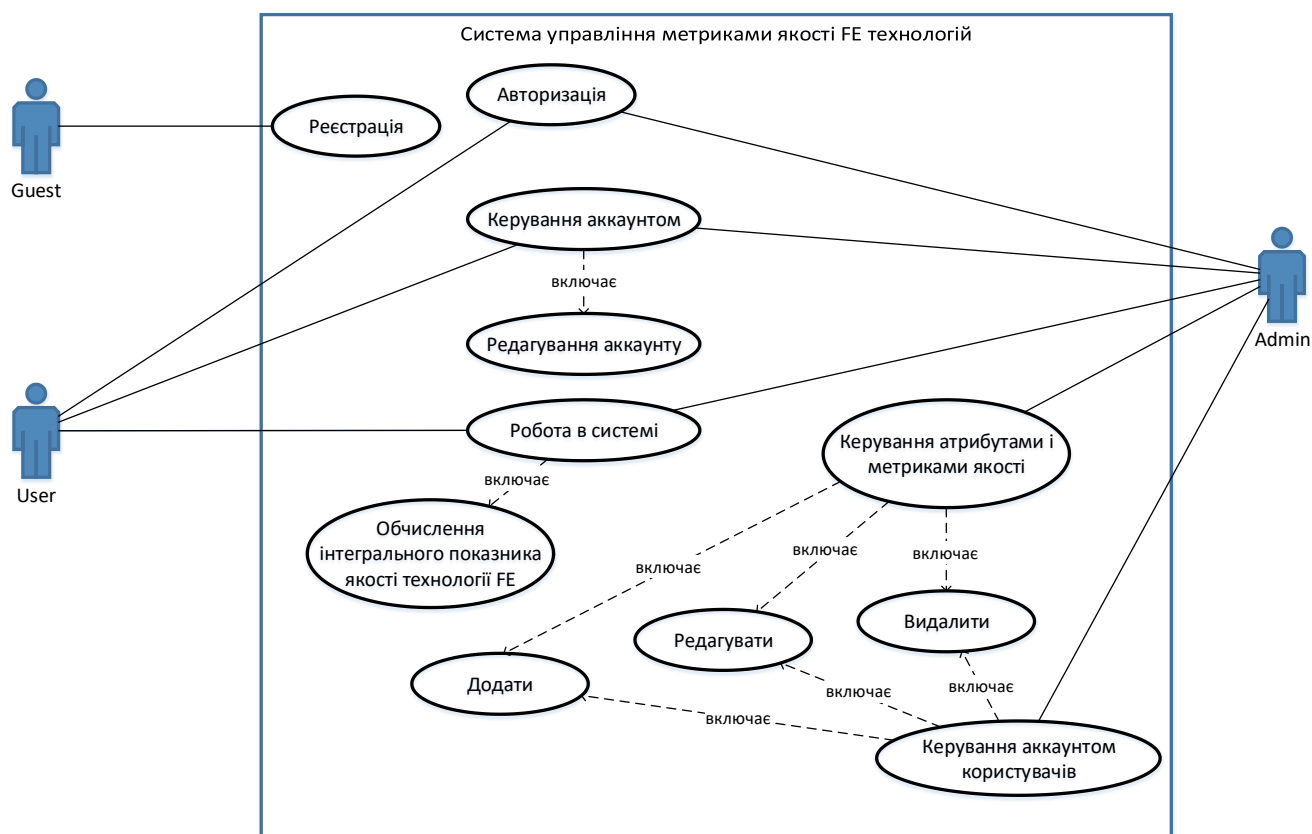 Система управління метриками якості FE технологій
Авторизація
Реєстрація
Guest
Керування аккаунтом
включає
Редагування аккаунту
Admin
Робота в системі
User
Керування атрибутами і
метриками якості
включає
Обчислення
інтегрального показника
якості технології FE
включає
включає
включає
Видалити
Редагувати
Додати
включає
включає
включає
Керування аккаунтом
користувачів